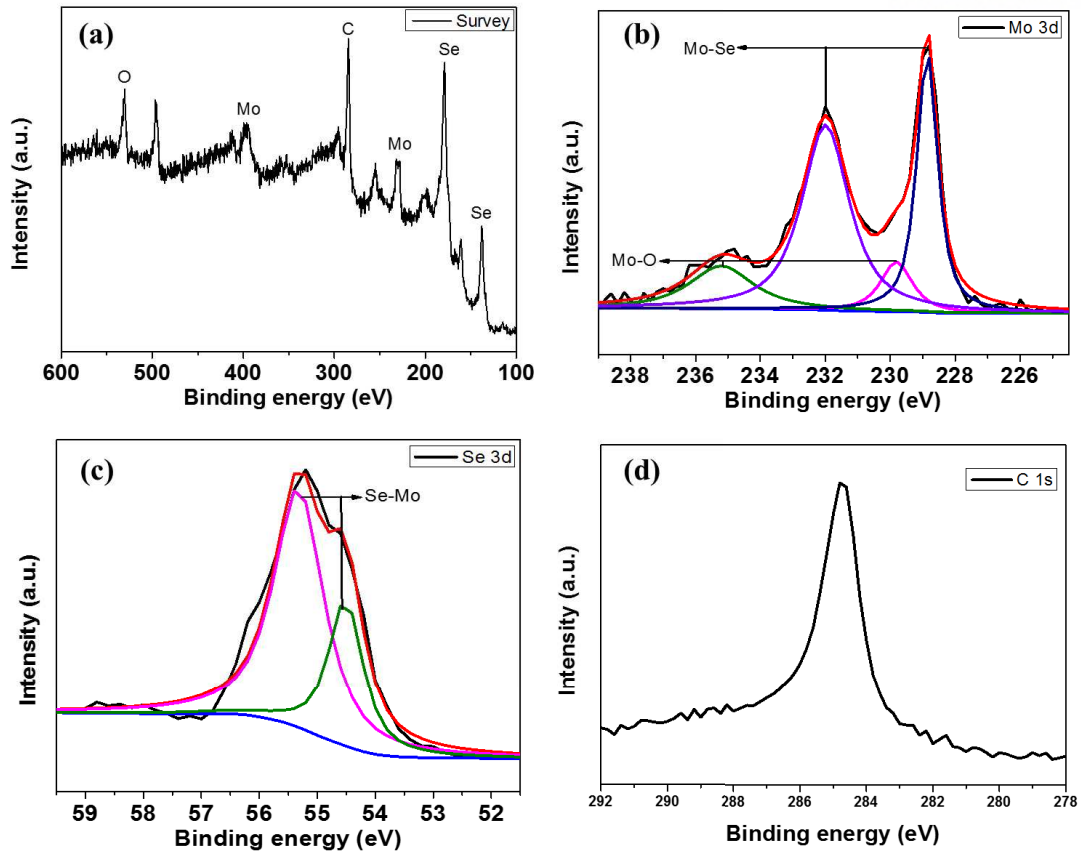 (a)
Survey
O
Mo
C
Mo
Se
Se
Intensity (a.u.)
600 500 400 300 200 100
Binding energy (eV)
(b)
Mo 3d
Mo-Se
Mo-O
Intensity (a.u.)
238 236 234 232 230 228 226
Binding energy (eV)
(c)
Se 3d
Se-Mo
Intensity (a.u.)
59 58 57 56 55 54 53 52
Binding energy (eV)
(d)
C 1s
Intensity (a.u.)
292 290 288 286 284 282 280 278
Binding energy (eV)